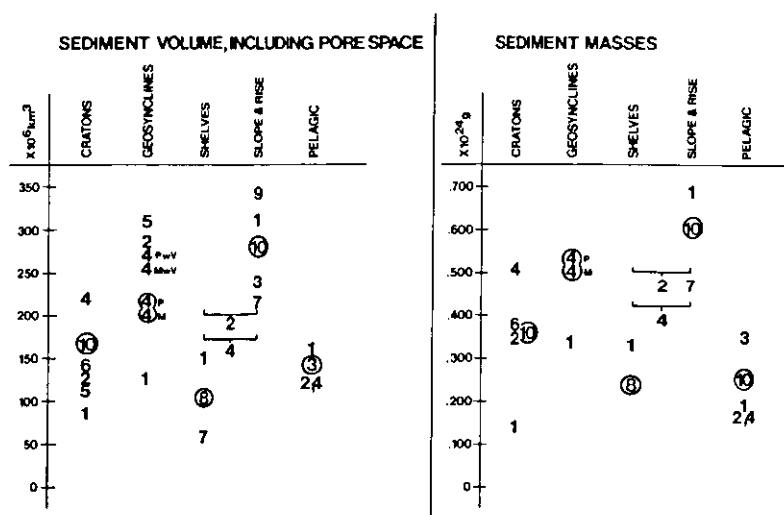 SEDIMENT VOLUME, INCLUDING PORE SPACE
X10⁶km³
CRATONS
GEOSYNCLINES
SHELVES
SLOPE & RISE
PELAGIC
350
300
250
200
150
100
50
0
9
5 1
2 10
4 PwV
4 MwV 3
4 4 P 7
4 M
2
10
4 1
1 3
6
2 1 2,4
5
8
1
7
SEDIMENT MASSES
X10²⁴g
CRATONS
GEOSYNCLINES
SHELVES
SLOPE & RISE
PELAGIC
.700
.600
.500
.400
.300
.200
.100
0
1
10
4 P
1 4 M
2 7
4
6
10
2 1 1 3
8 10
1
2,4
1